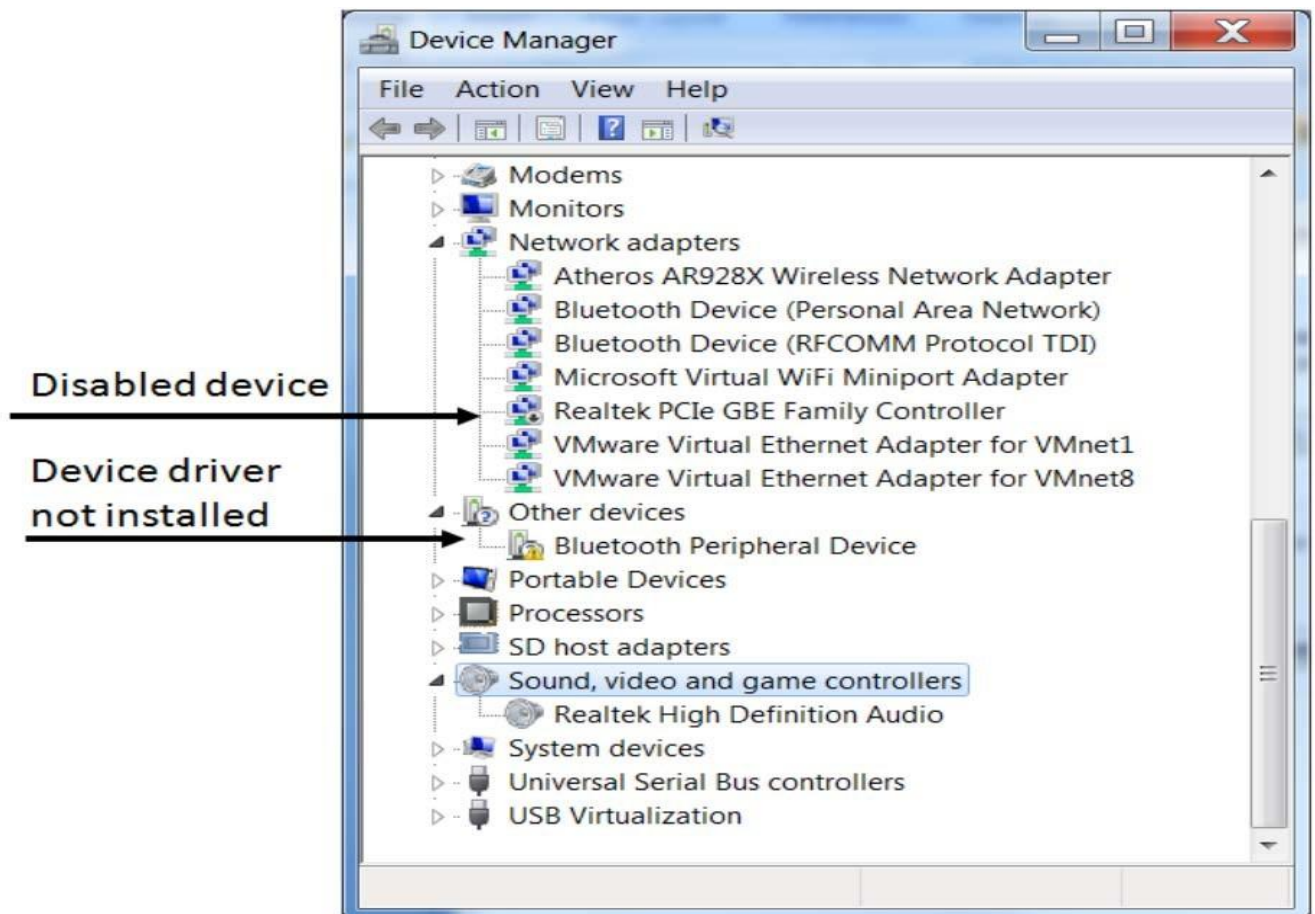 Device Manager
File Action View Help
Modems
Monitors
Network adapters
Atheros AR928X Wireless Network Adapter
Bluetooth Device (Personal Area Network)
Bluetooth Device (RFCOMM Protocol TDI)
Microsoft Virtual WiFi Miniport Adapter
Disabled device
Realtek PCIe GBE Family Controller
VMware Virtual Ethernet Adapter for VMnet1
VMware Virtual Ethernet Adapter for VMnet8
Device driver
not installed
Other devices
Bluetooth Peripheral Device
Portable Devices
Processors
SD host adapters
Sound, video and game controllers
Realtek High Definition Audio
System devices
Universal Serial Bus controllers
USB Virtualization